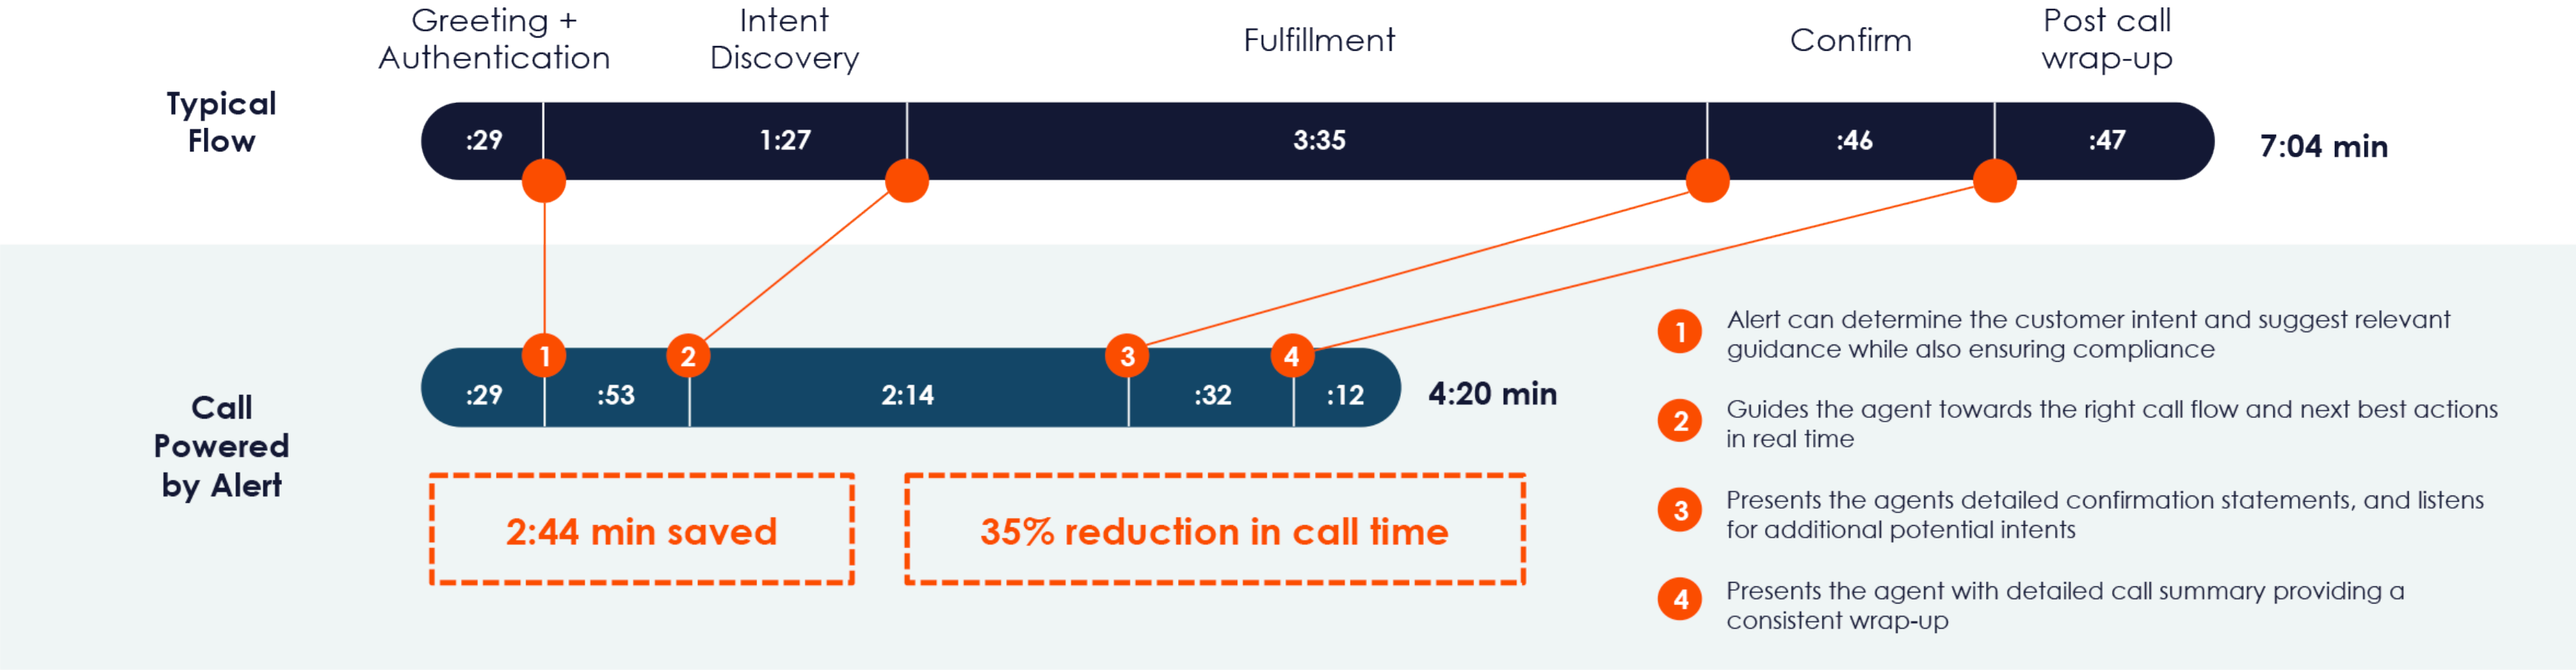 Greeting +
Authentication
Intent
Discovery
Fulfillment
Confirm
Post call
wrap-up
Typical
Flow
:29
1:27
3:35
:46
:47
7:04 min
Call
Powered
by Alert
1
2
3
4
:29
:53
2:14
:32
:12
4:20 min
2:44 min saved
35% reduction in call time
1 Alert can determine the customer intent and suggest relevant
guidance while also ensuring compliance
2 Guides the agent towards the right call flow and next best actions
in real time
3 Presents the agents detailed confirmation statements, and listens
for additional potential intents
4 Presents the agent with detailed call summary providing a
consistent wrap-up